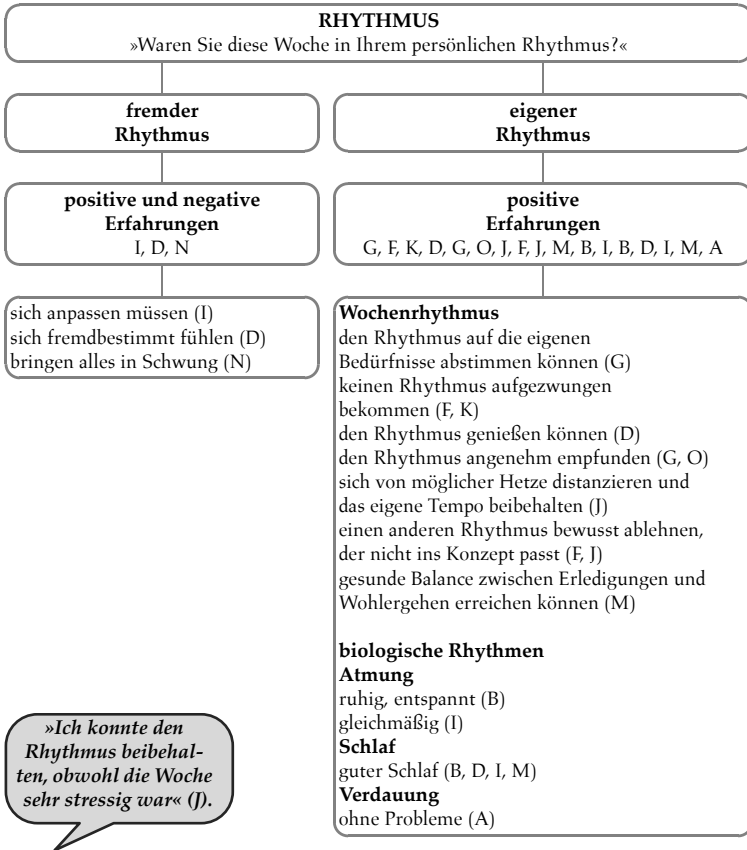 RHYTHMUS
»Waren Sie diese Woche in Ihrem persönlichen Rhythmus?«
fremder
Rhythmus
eigener
Rhythmus
positive und negative
Erfahrungen
I, D, N
positive
Erfahrungen
G, F, K, D, G, O, J, F, J, M, B, I, B, D, I, M, A
sich anpassen müssen (I)
sich fremdbestimmt fühlen (D)
bringen alles in Schwung (N)
Wochenrhythmus
den Rhythmus auf die eigenen
Bedürfnisse abstimmen können (G)
keinen Rhythmus aufgezwungen
bekommen (F, K)
den Rhythmus genießen können (D)
den Rhythmus angenehm empfunden (G, O)
sich von möglicher Hetze distanzieren und
das eigene Tempo beibehalten (J)
einen anderen Rhythmus bewusst ablehnen,
der nicht ins Konzept passt (F, J)
gesunde Balance zwischen Erledigungen und
Wohlergehen erreichen können (M)
biologische Rhythmen
Atmung
ruhig, entspannt (B)
gleichmäßig (I)
Schlaf
guter Schlaf (B, D, I, M)
Verdauung
ohne Probleme (A)
»Ich konnte den
Rhythmus beibehal-
ten, obwohl die Woche
sehr stressig war« (J).